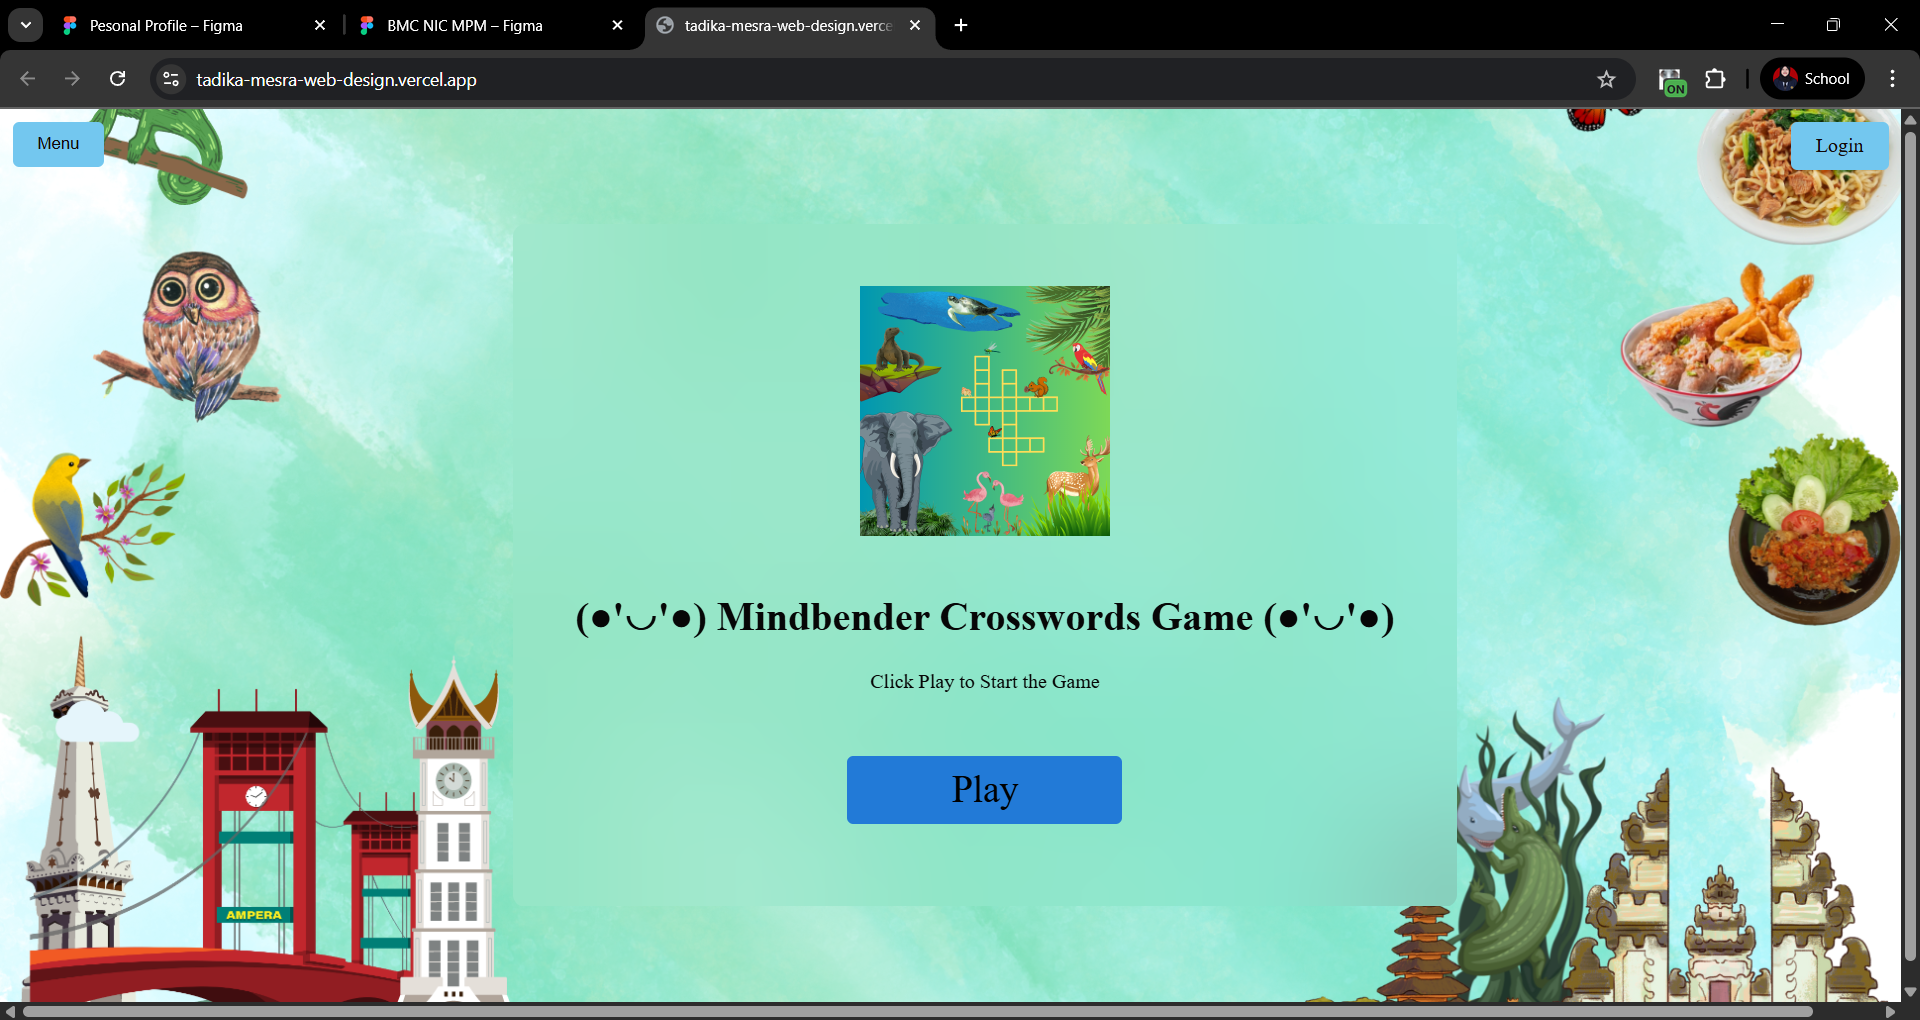 Pesonal Profile – Figma
BMC NIC MPM – Figma
tadika-mesra-web-design.verce
tadika-mesra-web-design.vercel.app
ON
School
Menu
Login
(●'◡'●) Mindbender Crosswords Game (●'◡'●)
Click Play to Start the Game
Play
AMPERA